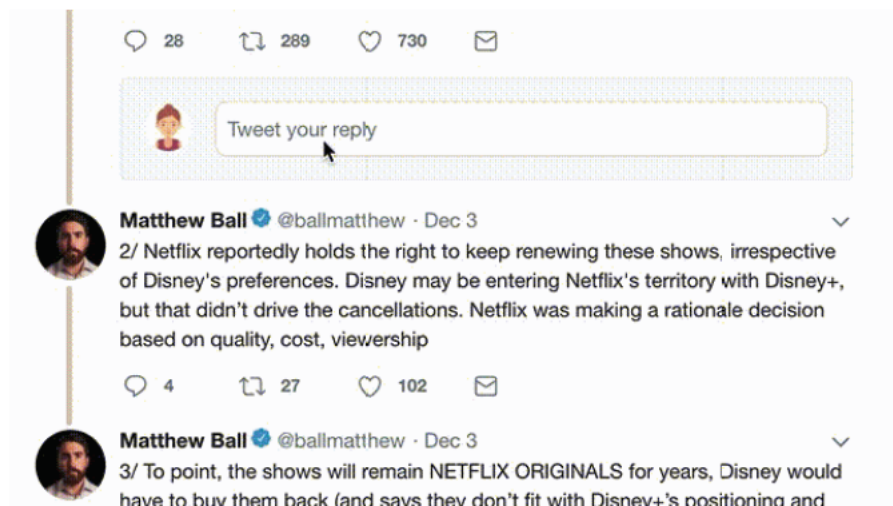 28 289 730
Tweet your reply
Matthew Ball @ballmatthew · Dec 3
2/ Netflix reportedly holds the right to keep renewing these shows, irrespective
of Disney's preferences. Disney may be entering Netflix's territory with Disney+,
but that didn't drive the cancellations. Netflix was making a rationale decision
based on quality, cost, viewership
4 27 102
Matthew Ball @ballmatthew · Dec 3
3/ To point, the shows will remain NETFLIX ORIGINALS for years, Disney would
have to buy them back (and says they don't fit with Disney+'s positioning and